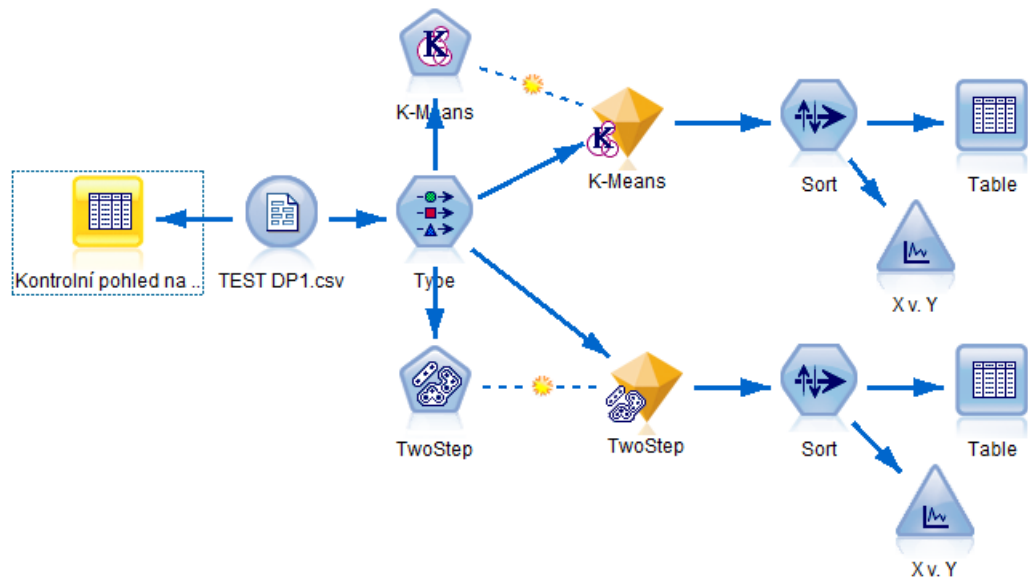 K-Means
K-Means
Sort
Table
Kontrolní pohled na ..
TEST DP1.csv
Type
X v. Y
TwoStep
TwoStep
Sort
Table
X v. Y